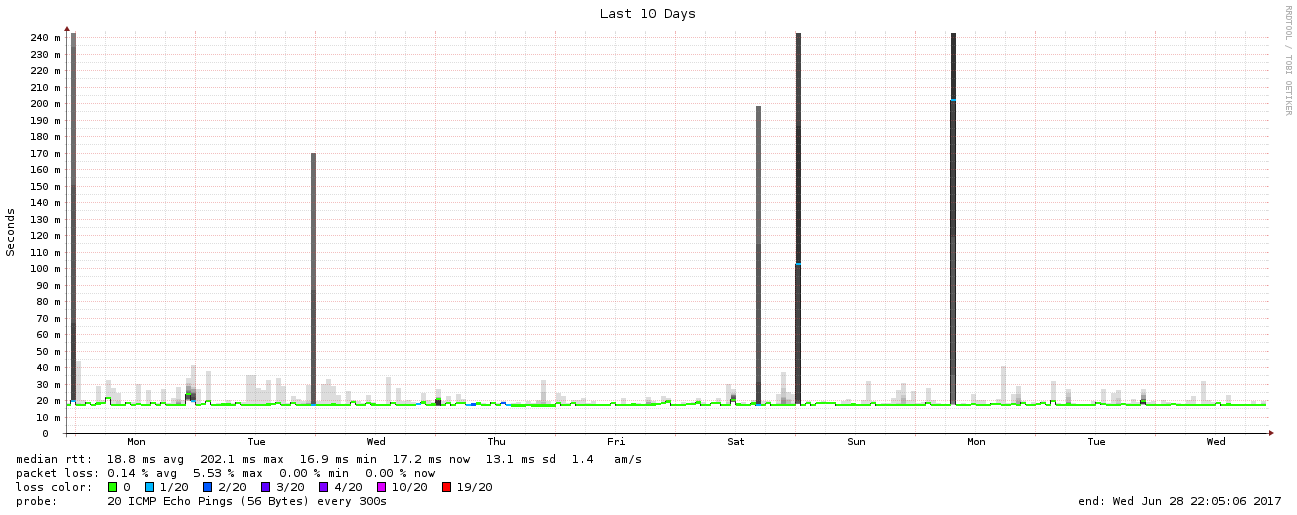 Last 10 Days
RRDTOOL / TOBI OETIKER
Seconds
240 m
230 m
220 m
210 m
200 m
190 m
180 m
170 m
160 m
150 m
140 m
130 m
120 m
110 m
100 m
90 m
80 m
70 m
60 m
50 m
40 m
30 m
20 m
10 m
0
Mon Tue Wed Thu Fri Sat Sun Mon Tue Wed
median rtt: 18.8 ms avg 202.1 ms max 16.9 ms min 17.2 ms now 13.1 ms sd 1.4 am/s
packet loss: 0.14 % avg 5.53 % max 0.00 % min 0.00 % now
loss color: 0 1/20 2/20 3/20 4/20 10/20 19/20
probe: 20 ICMP Echo Pings (56 Bytes) every 300s end: Wed Jun 28 22:05:06 2017